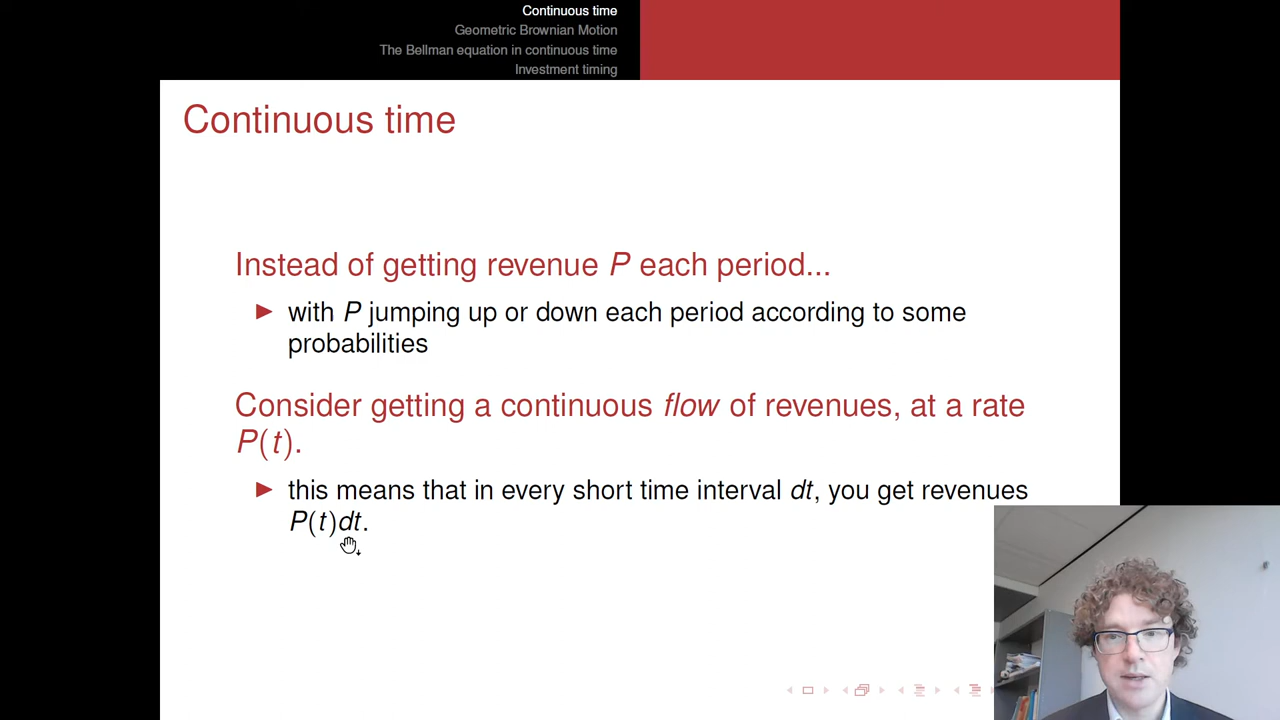 Continuous time
Geometric Brownian Motion
The Bellman equation in continuous time
Investment timing
Continuous time
Instead of getting revenue P each period...
with P jumping up or down each period according to some
probabilities
Consider getting a continuous flow of revenues, at a rate
P(t).
this means that in every short time interval dt, you get revenues
P(t)dt.